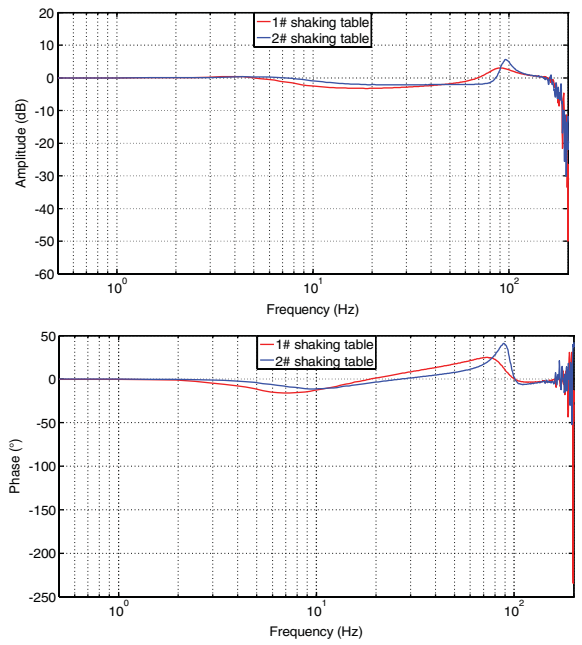 20
10
0
-10
-20
-30
-40
-50
-60
Amplitude (dB)
1# shaking table
2# shaking table
10⁰
10¹
10²
Frequency (Hz)
50
0
-50
-100
-150
-200
-250
Phase (°)
1# shaking table
2# shaking table
10⁰
10¹
10²
Frequency (Hz)